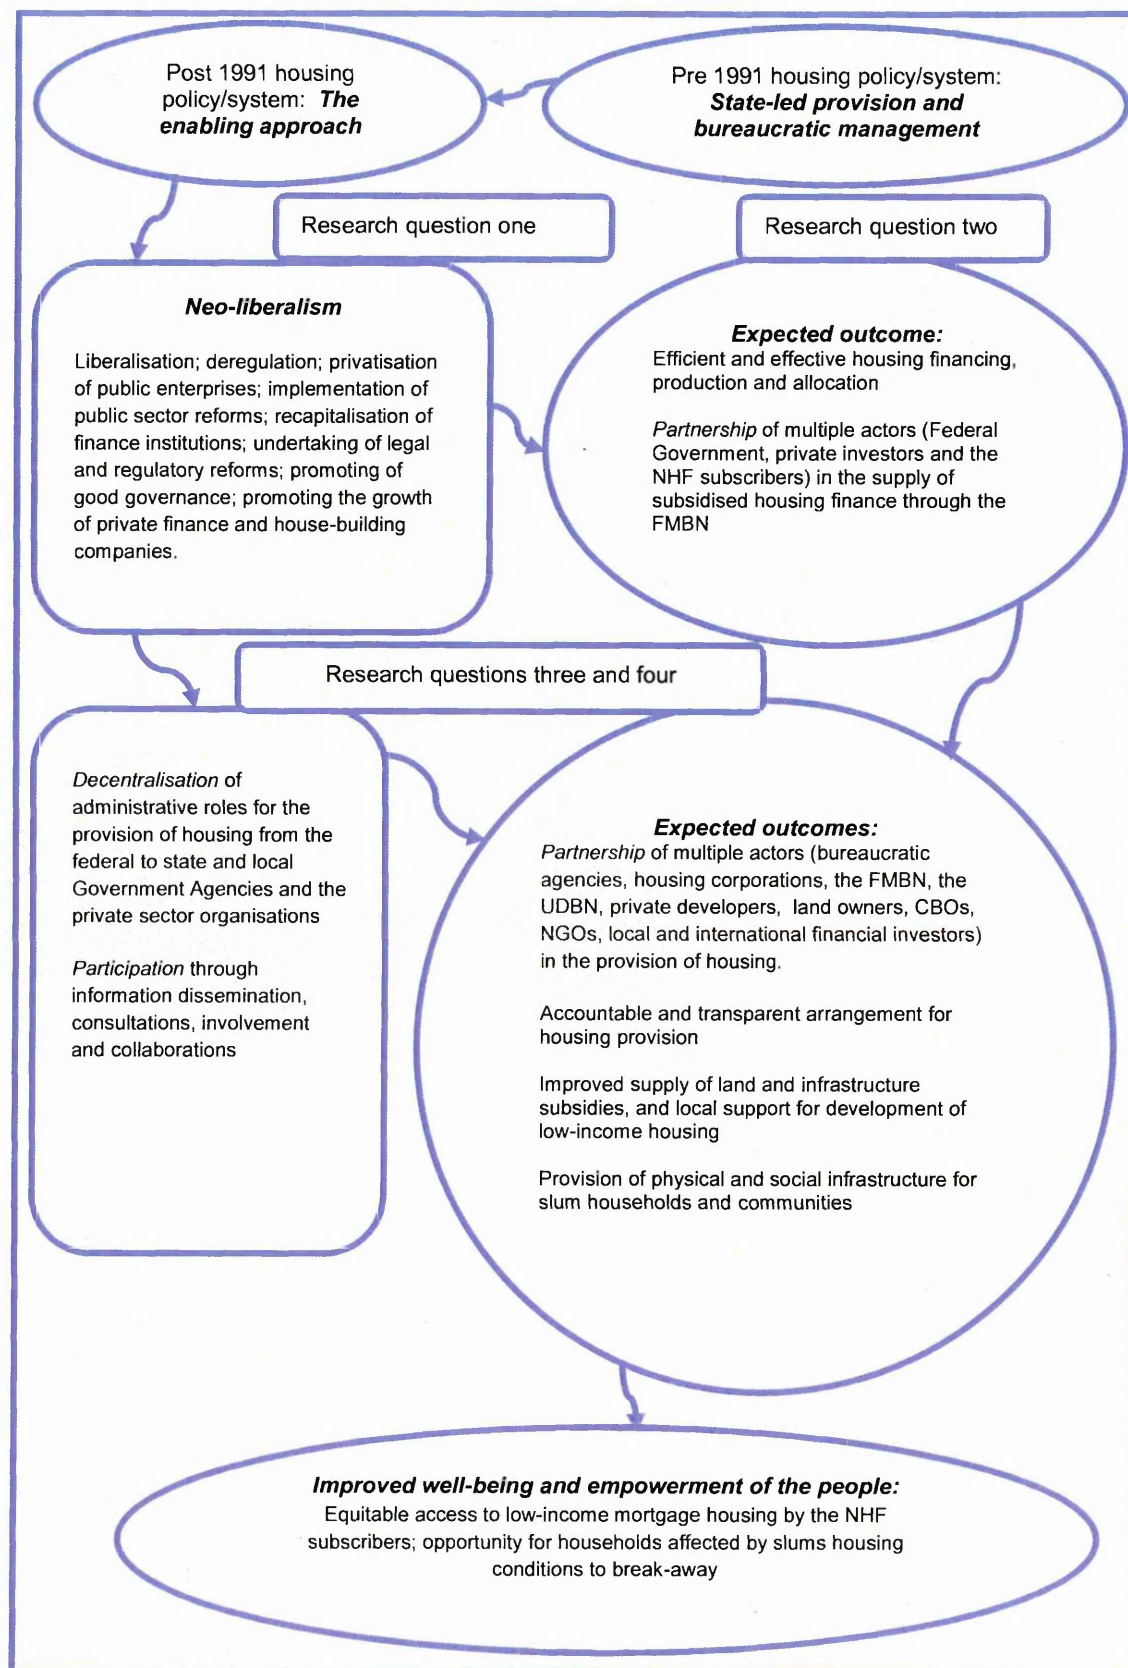 Post 1991 housing
policy/system: The
enabling approach
Pre 1991 housing policy/system:
State-led provision and
bureaucratic management
Research question one
Research question two
Neo-liberalism
Liberalisation; deregulation; privatisation
of public enterprises; implementation of
public sector reforms; recapitalisation of
finance institutions; undertaking of legal
and regulatory reforms; promoting of
good governance; promoting the growth
of private finance and house-building
companies.
Expected outcome:
Efficient and effective housing financing,
production and allocation
Partnership of multiple actors (Federal
Government, private investors and the
NHF subscribers) in the supply of
subsidised housing finance through the
FMBN
Research questions three and four
Decentralisation of
administrative roles for the
provision of housing from the
federal to state and local
Government Agencies and the
private sector organisations
Participation through
information dissemination,
consultations, involvement
and collaborations
Expected outcomes:
Partnership of multiple actors (bureaucratic
agencies, housing corporations, the FMBN, the
UDBN, private developers, land owners, CBOs,
NGOs, local and international financial investors)
in the provision of housing.
Accountable and transparent arrangement for
housing provision
Improved supply of land and infrastructure
subsidies, and local support for development of
low-income housing
Provision of physical and social infrastructure for
slum households and communities
Improved well-being and empowerment of the people:
Equitable access to low-income mortgage housing by the NHF
subscribers; opportunity for households affected by slums housing
conditions to break-away